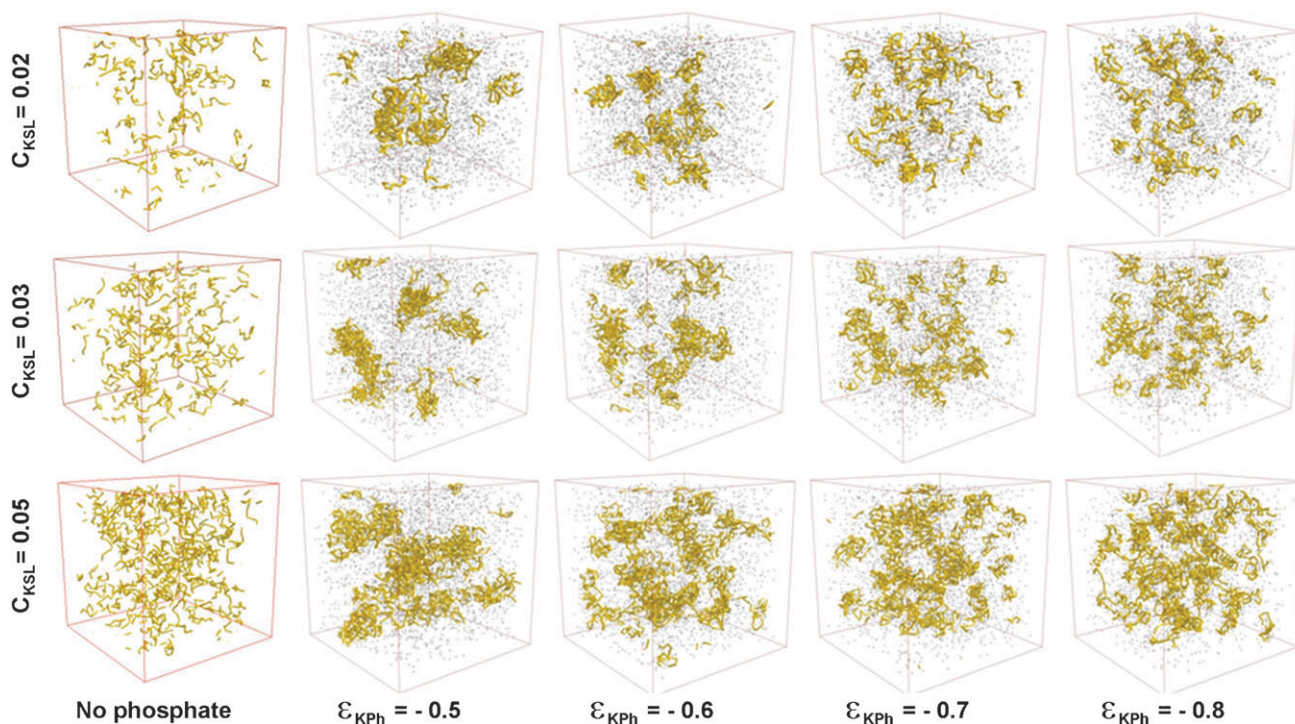 C_KSL = 0.02
C_KSL = 0.03
C_KSL = 0.05
No phosphate
ε_KPh = - 0.5
ε_KPh = - 0.6
ε_KPh = - 0.7
ε_KPh = - 0.8